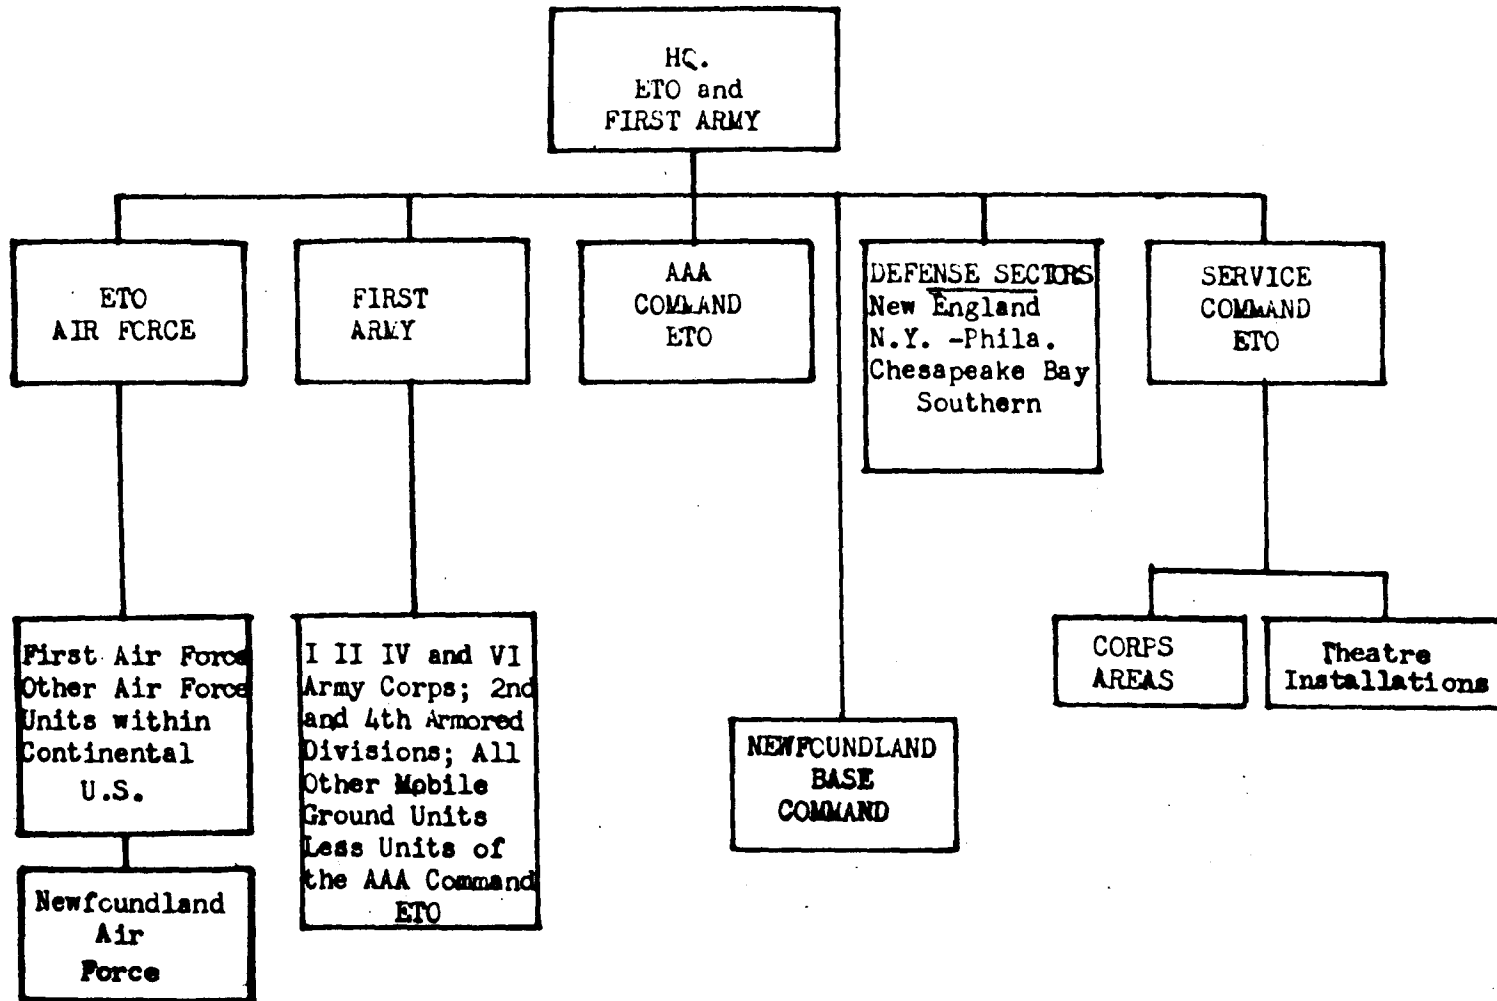 HQ.
ETO and
FIRST ARMY
ETO
AIR FORCE
FIRST
ARMY
AAA
COMMAND
ETO
DEFENSE SECTORS
New England
N.Y. -Phila.
Chesapeake Bay
Southern
SERVICE
COMMAND
ETO
First Air Force
Other Air Force
Units within
Continental
U.S.
I II IV and VI
Army Corps; 2nd
and 4th Armored
Divisions; All
Other Mobile
Ground Units
Less Units of
the AAA Command
ETO
NEWFOUNDLAND
BASE
COMMAND
CORPS
AREAS
Theatre
Installations
Newfoundland
Air
Force